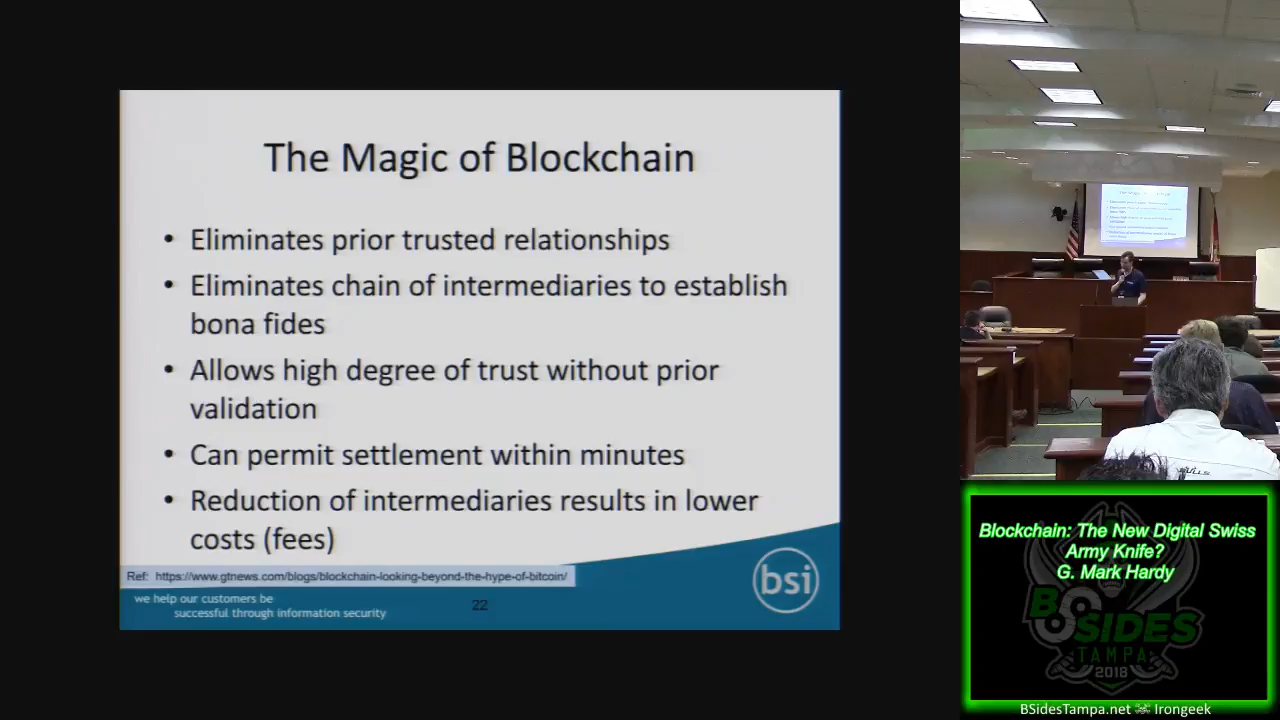 The Magic of Blockchain
• Eliminates prior trusted relationships
• Eliminates chain of intermediaries to establish
bona fides
• Allows high degree of trust without prior
validation
• Can permit settlement within minutes
• Reduction of intermediaries results in lower
costs (fees)
Ref: https://www.gtnews.com/blogs/blockchain-looking-beyond-the-hype-of-bitcoin/
we help our customers be
successful through information security
22
bsi
Blockchain: The New Digital Swiss
Army Knife?
G. Mark Hardy
BSIDES
TAMPA
2018
BSidesTampa.net Irongeek